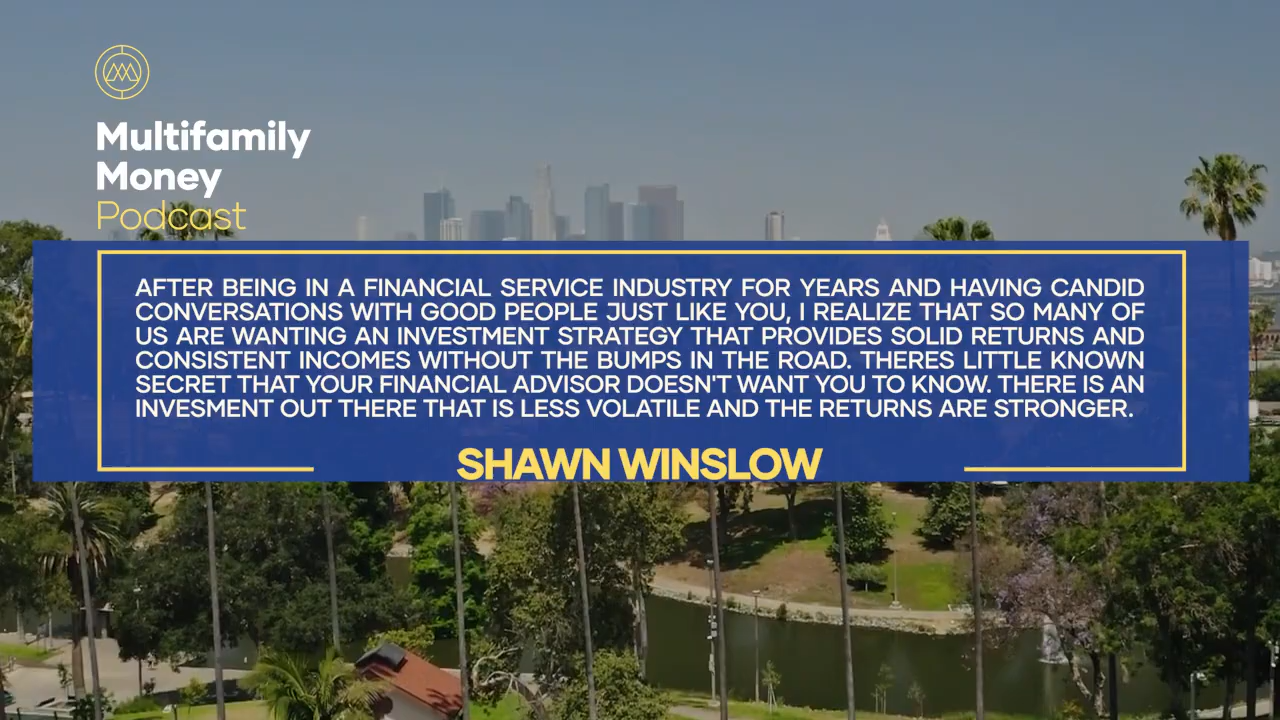 Multifamily
Money
Podcast
AFTER BEING IN A FINANCIAL SERVICE INDUSTRY FOR YEARS AND HAVING CANDID
CONVERSATIONS WITH GOOD PEOPLE JUST LIKE YOU, I REALIZE THAT SO MANY OF
US ARE WANTING AN INVESTMENT STRATEGY THAT PROVIDES SOLID RETURNS AND
CONSISTENT INCOMES WITHOUT THE BUMPS IN THE ROAD. THERES LITTLE KNOWN
SECRET THAT YOUR FINANCIAL ADVISOR DOESN'T WANT YOU TO KNOW. THERE IS AN
INVESMENT OUT THERE THAT IS LESS VOLATILE AND THE RETURNS ARE STRONGER.
SHAWN WINSLOW